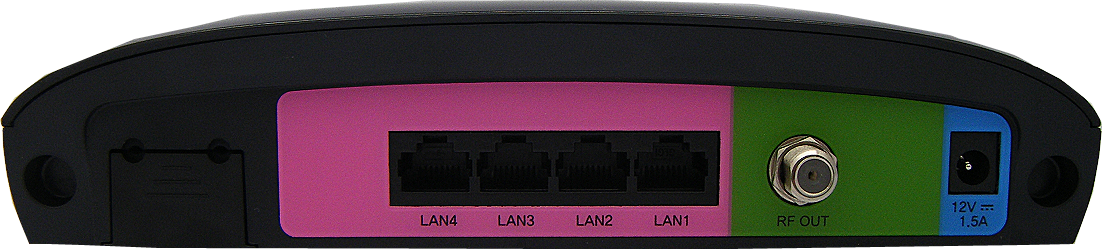 LAN4 LAN3 LAN2 LAN1
RF OUT
12V ⎓
1.5A